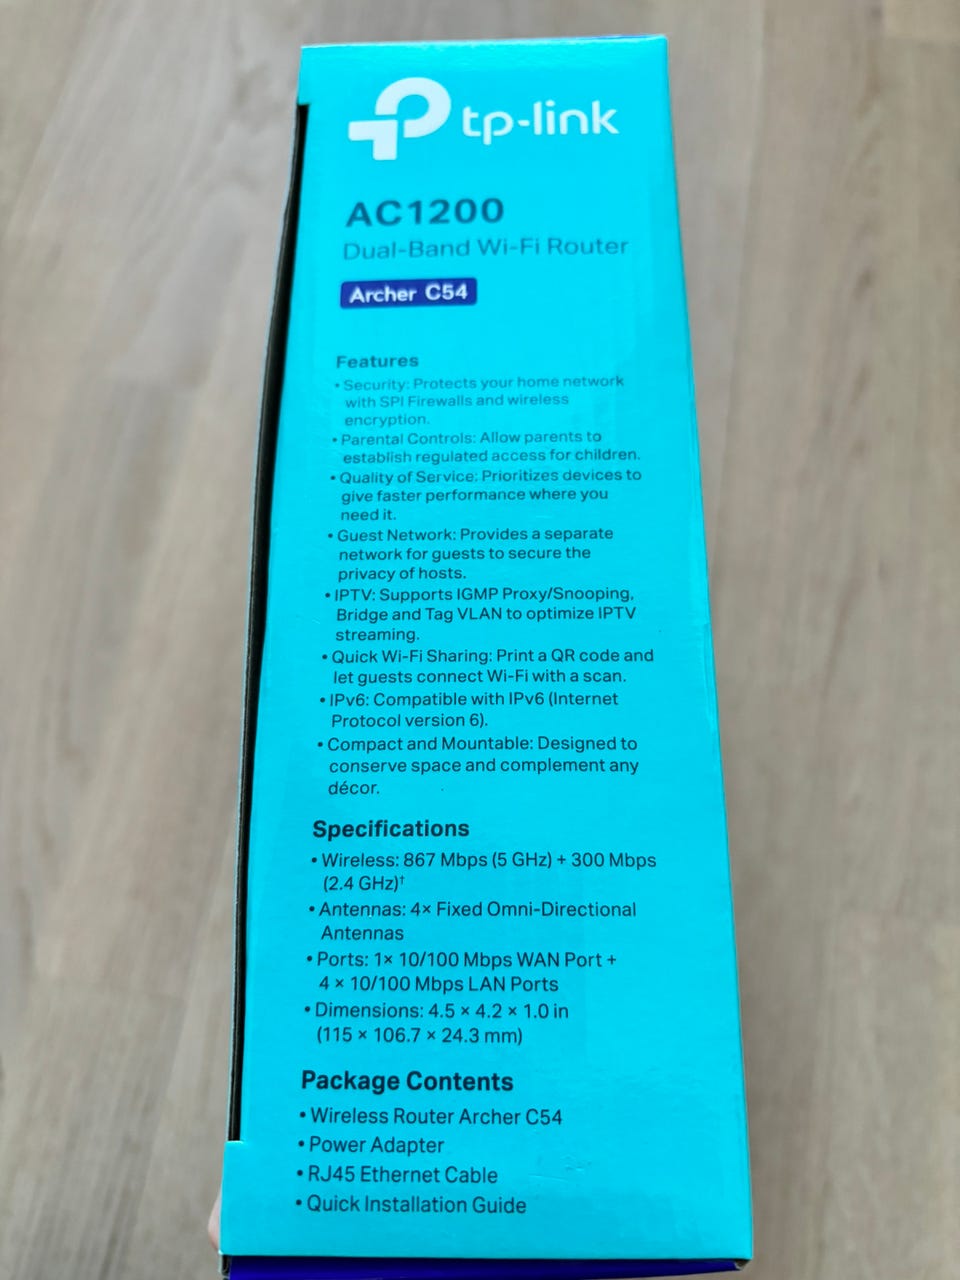 tp-link
AC1200
Dual-Band Wi-Fi Router
Archer C54
Features
• Security: Protects your home network
with SPI Firewalls and wireless
encryption.
• Parental Controls: Allow parents to
establish regulated access for children.
• Quality of Service: Prioritizes devices to
give faster performance where you
need it.
• Guest Network: Provides a separate
network for guests to secure the
privacy of hosts.
• IPTV: Supports IGMP Proxy/Snooping,
Bridge and Tag VLAN to optimize IPTV
streaming.
• Quick Wi-Fi Sharing: Print a QR code and
let guests connect Wi-Fi with a scan.
• IPv6: Compatible with IPv6 (Internet
Protocol version 6).
• Compact and Mountable: Designed to
conserve space and complement any
décor.
Specifications
• Wireless: 867 Mbps (5 GHz) + 300 Mbps
(2.4 GHz)†
• Antennas: 4× Fixed Omni-Directional
Antennas
• Ports: 1× 10/100 Mbps WAN Port +
4 × 10/100 Mbps LAN Ports
• Dimensions: 4.5 × 4.2 × 1.0 in
(115 × 106.7 × 24.3 mm)
Package Contents
• Wireless Router Archer C54
• Power Adapter
• RJ45 Ethernet Cable
• Quick Installation Guide